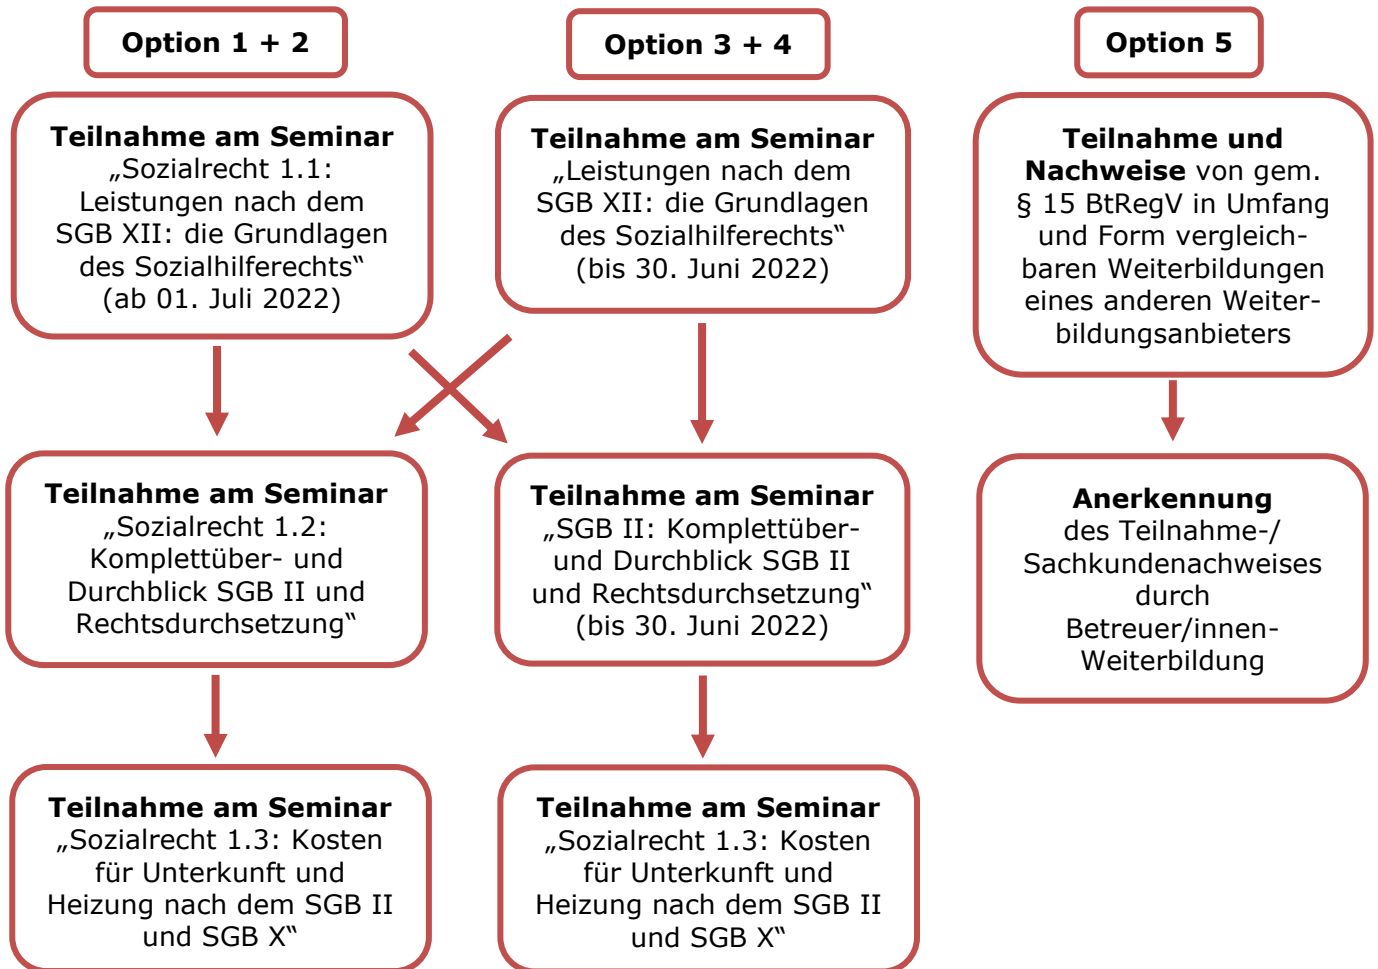 Option 1 + 2
Option 3 + 4
Option 5
Teilnahme am Seminar
„Sozialrecht 1.1:
Leistungen nach dem
SGB XII: die Grundlagen
des Sozialhilferechts“
(ab 01. Juli 2022)
Teilnahme am Seminar
„Leistungen nach dem
SGB XII: die Grundlagen
des Sozialhilferechts“
(bis 30. Juni 2022)
Teilnahme und
Nachweise von gem.
§ 15 BtRegV in Umfang
und Form vergleich-
baren Weiterbildungen
eines anderen Weiter-
bildungsanbieters
Teilnahme am Seminar
„Sozialrecht 1.2:
Komplettüber- und
Durchblick SGB II und
Rechtsdurchsetzung“
Teilnahme am Seminar
„SGB II: Komplettüber-
und Durchblick SGB II
und Rechtsdurchsetzung“
(bis 30. Juni 2022)
Anerkennung
des Teilnahme-/
Sachkundenachweises
durch
Betreuer/innen-
Weiterbildung
Teilnahme am Seminar
„Sozialrecht 1.3: Kosten
für Unterkunft und
Heizung nach dem SGB II
und SGB X“
Teilnahme am Seminar
„Sozialrecht 1.3: Kosten
für Unterkunft und
Heizung nach dem SGB II
und SGB X“